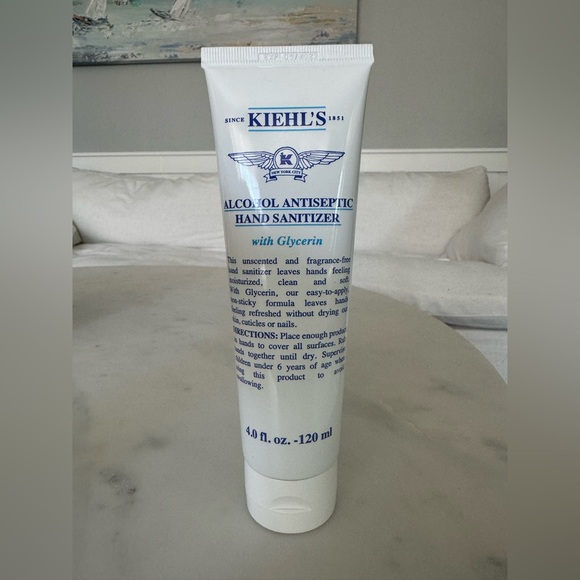 SINCE KIEHL'S 1851
K
NEW YORK CITY
ALCOHOL ANTISEPTIC
HAND SANITIZER
with Glycerin
This unscented and fragrance-free
hand sanitizer leaves hands feeling
moisturized, clean and soft.
With Glycerin, our easy-to-apply,
non-sticky formula leaves hands
feeling refreshed without drying out
skin, cuticles or nails.
DIRECTIONS: Place enough product
on hands to cover all surfaces. Rub
hands together until dry. Supervise
children under 6 years of age when
using this product to avoid
swallowing.
4.0 fl. oz. -120 ml